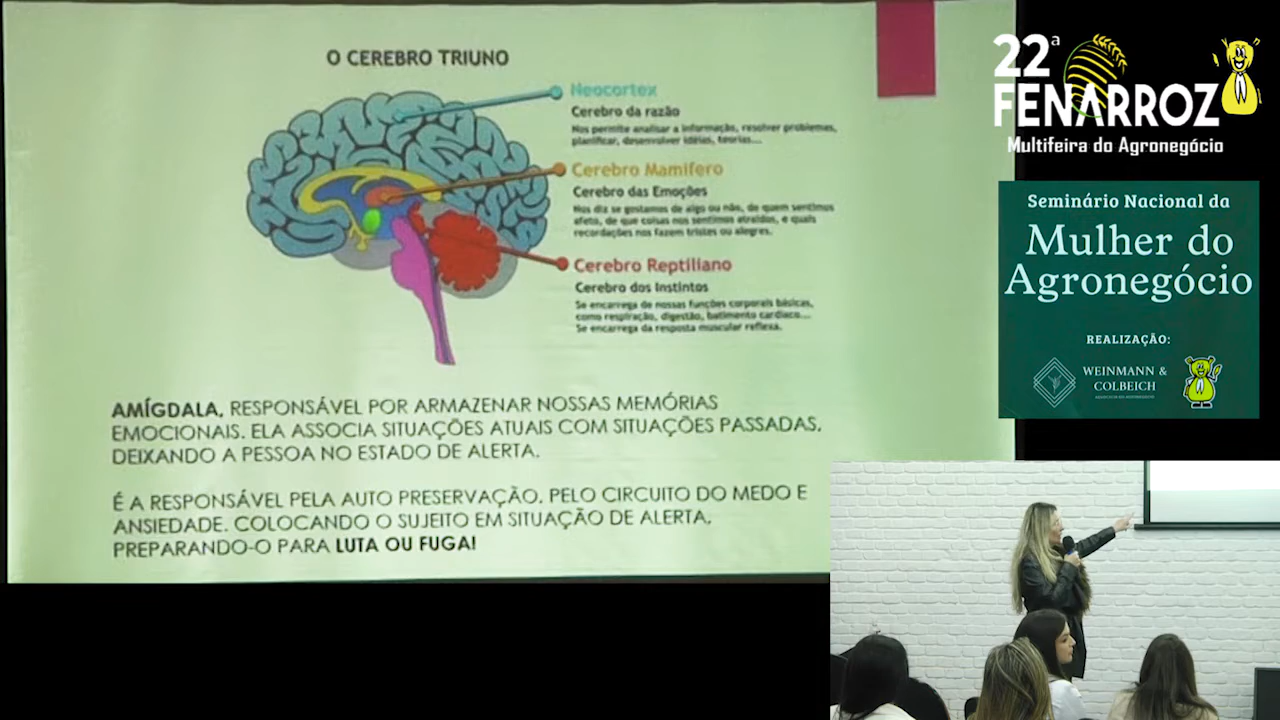 O CEREBRO TRIUNO
Neocortex
Cerebro da razão
Nos permite analisar a informação, resolver problemas,
planificar, desenvolver idéias, teorias...
Cerebro Mamifero
Cerebro das Emoções
Nos diz se gostamos de algo ou não, de quem sentimos
afeto, de que coisas nos sentimos atraídos, e quais
recordações nos fazem tristes ou alegres.
Cerebro Reptiliano
Cerebro dos Instintos
Se encarrega de nossas funções corporais básicas,
como respiração, digestão, batimento cardíaco...
Se encarrega da resposta muscular reflexa.
AMÍGDALA, RESPONSÁVEL POR ARMAZENAR NOSSAS MEMÓRIAS
EMOCIONAIS. ELA ASSOCIA SITUAÇÕES ATUAIS COM SITUAÇÕES PASSADAS,
DEIXANDO A PESSOA NO ESTADO DE ALERTA.
É A RESPONSÁVEL PELA AUTO PRESERVAÇÃO, PELO CIRCUITO DO MEDO E
ANSIEDADE. COLOCANDO O SUJEITO EM SITUAÇÃO DE ALERTA,
PREPARANDO-O PARA LUTA OU FUGA!
22ª
FENARROZ
Multifeira do Agronegócio
Seminário Nacional da
Mulher do
Agronegócio
REALIZAÇÃO:
WEINMANN &
COLBEICH